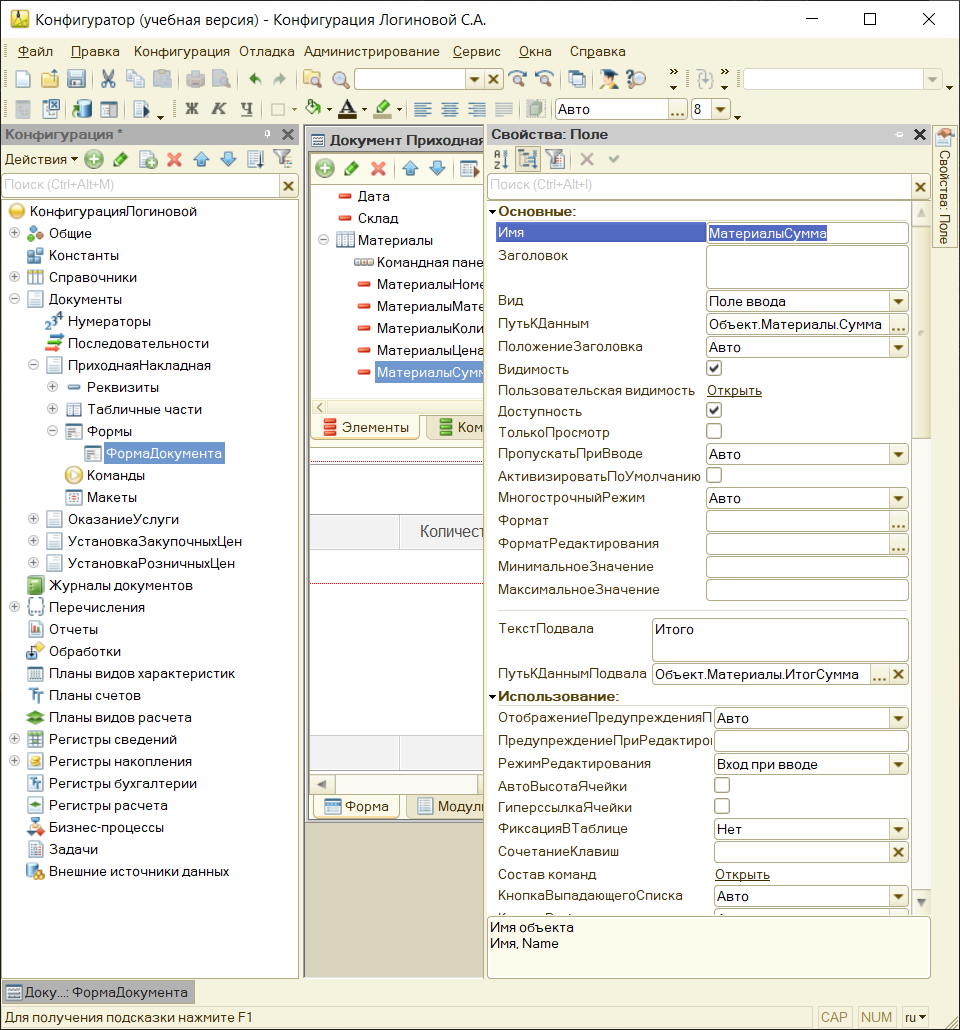 Конфигуратор (учебная версия) - Конфигурация Логиновой С.А.
Файл Правка Конфигурация Отладка Администрирование Сервис Окна Справка
Ж К Ч Авто ... 8
Конфигурация *
Действия
Поиск (Ctrl+Alt+M)
КонфигурацияЛогиновой
Общие
Константы
Справочники
Документы
Нумераторы
Последовательности
ПриходнаяНакладная
Реквизиты
Табличные части
Формы
ФормаДокумента
Команды
Макеты
ОказаниеУслуги
УстановкаЗакупочныхЦен
УстановкаРозничныхЦен
Журналы документов
Перечисления
Отчеты
Обработки
Планы видов характеристик
Планы счетов
Планы видов расчета
Регистры сведений
Регистры накопления
Регистры бухгалтерии
Регистры расчета
Бизнес-процессы
Задачи
Внешние источники данных
Документ Приходная
Дата
Склад
Материалы
Командная пане
МатериалыНоме
МатериалыМате
МатериалыКоли
МатериалыЦена
МатериалыСумм
Элементы Ком
Количест
Форма Модул
Свойства: Поле
Поиск (Ctrl+Alt+I)
Основные:
Имя МатериалыСумма
Заголовок
Вид Поле ввода
ПутьКДанным Объект.Материалы.Сумма ...
ПоложениеЗаголовка Авто
Видимость
Пользовательская видимость Открыть
Доступность
ТолькоПросмотр
ПропускатьПриВводе Авто
АктивизироватьПоУмолчанию
МногострочныйРежим Авто
Формат ...
ФорматРедактирования ...
МинимальноеЗначение
МаксимальноеЗначение
ТекстПодвала Итого
ПутьКДаннымПодвала Объект.Материалы.ИтогСумма ...
Использование:
ОтображениеПредупрежденияП Авто
ПредупреждениеПриРедактиров
РежимРедактирования Вход при вводе
АвтоВысотаЯчейки
ГиперссылкаЯчейки
ФиксацияВТаблице Нет
СочетаниеКлавиш
Состав команд Открыть
КнопкаВыпадающегоСписка Авто
Имя объекта
Имя, Name
Свойства: Поле
Доку...: ФормаДокумента
Для получения подсказки нажмите F1 CAP NUM ru